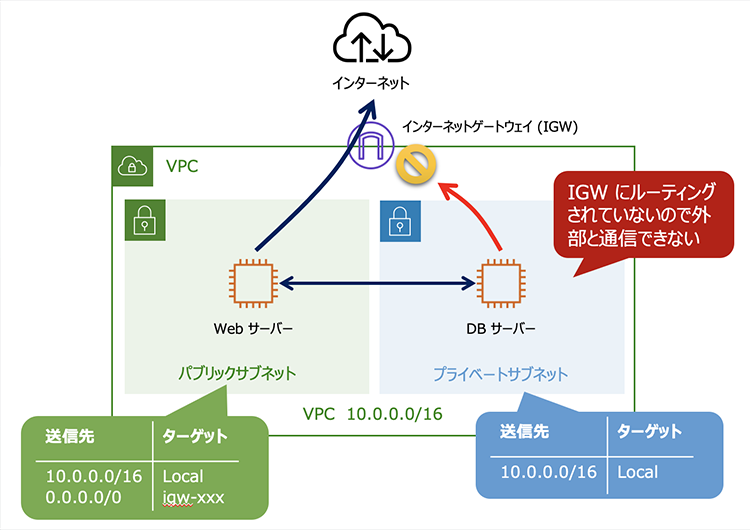 インターネット
インターネットゲートウェイ (IGW)
VPC
IGW にルーティング
されていないので外
部と通信できない
Web サーバー
DB サーバー
パブリックサブネット
プライベートサブネット
VPC 10.0.0.0/16
送信先 ターゲット
10.0.0.0/16 Local
0.0.0.0/0 igw-xxx
送信先 ターゲット
10.0.0.0/16 Local